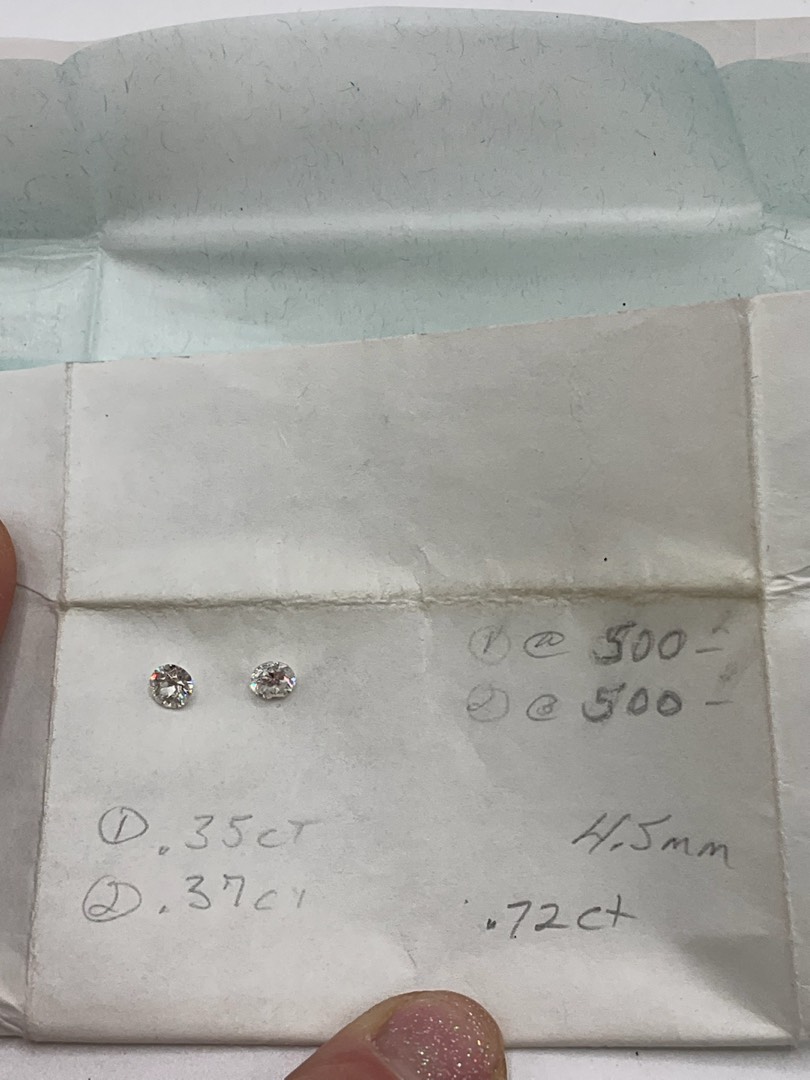 ① @ 500-
② @ 500-
①.35ct
②.37ct
4.5mm
.72ct